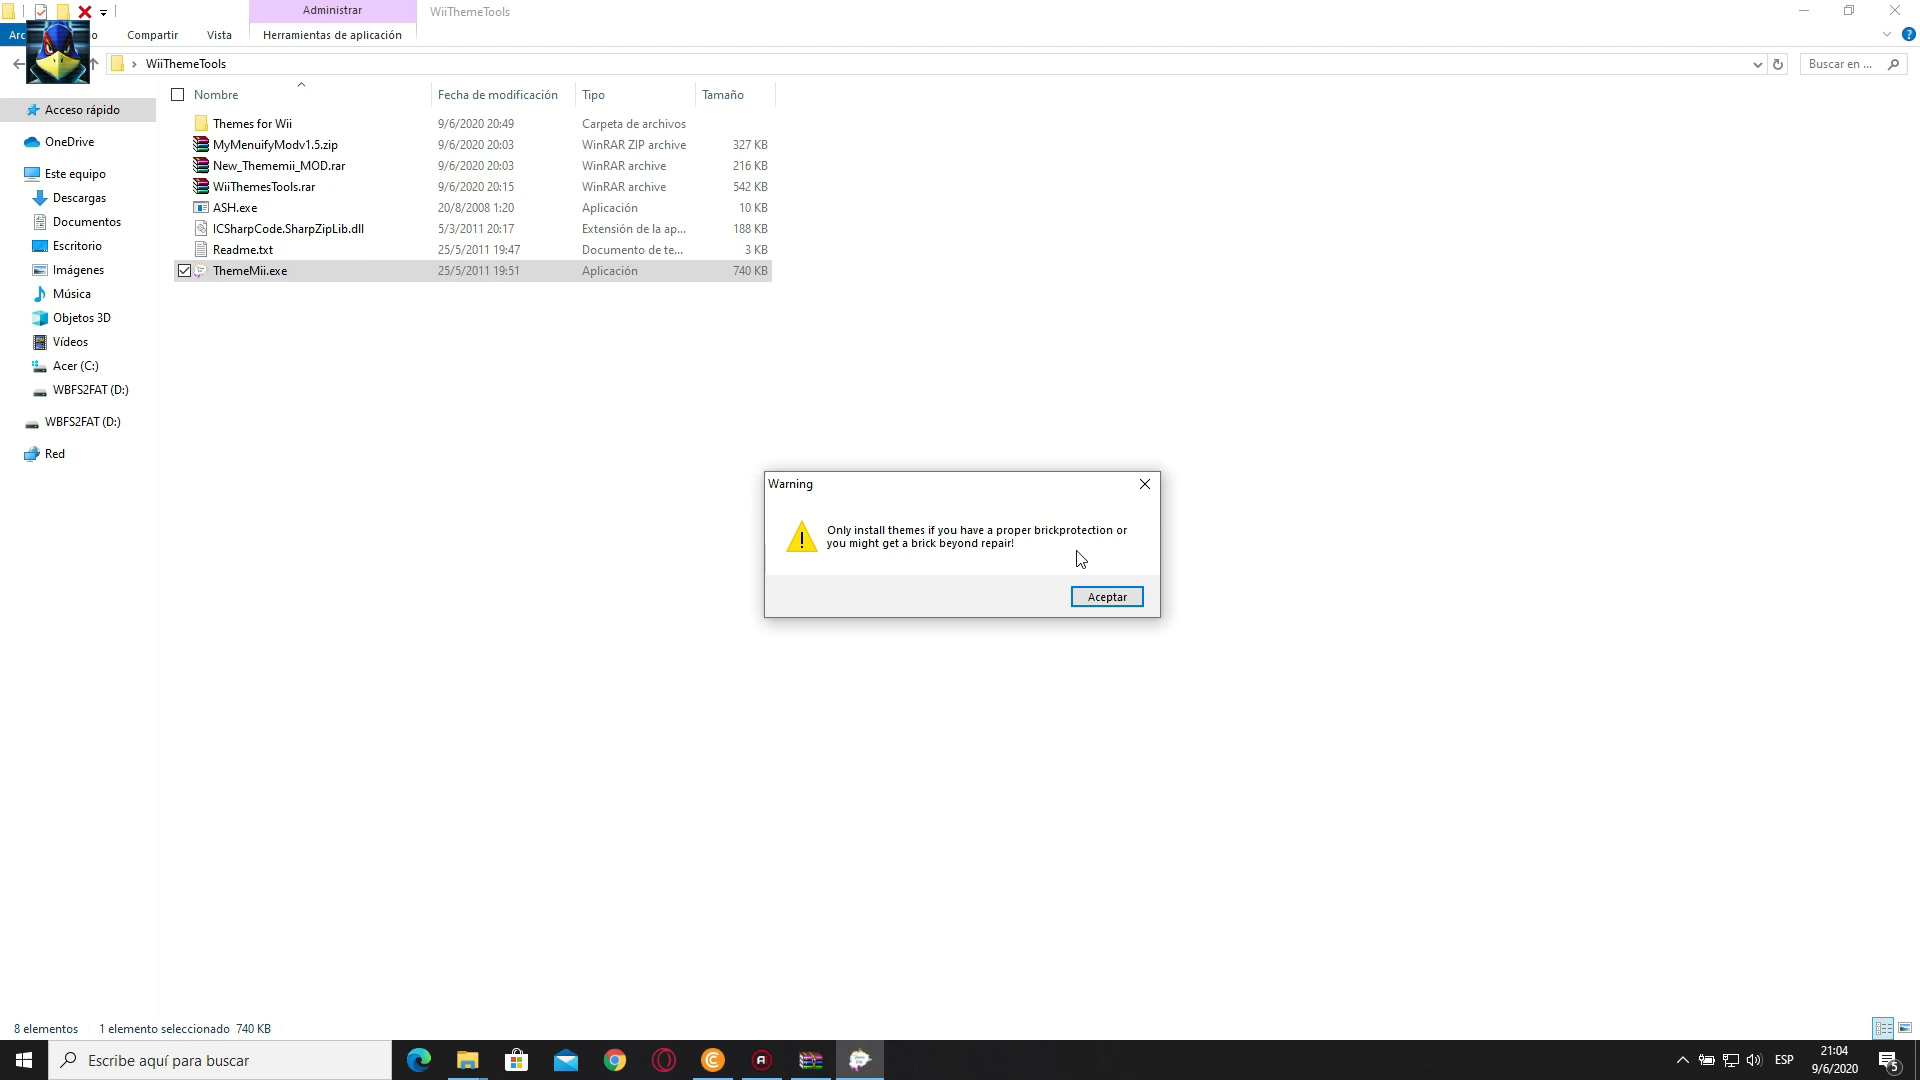 Administrar
WiiThemeTools
Arc
o
Compartir
Vista
Herramientas de aplicación
WiiThemeTools
Buscar en ...
Nombre
Fecha de modificación
Tipo
Tamaño
Acceso rápido
OneDrive
Este equipo
Descargas
Documentos
Escritorio
Imágenes
Música
Objetos 3D
Vídeos
Acer (C:)
WBFS2FAT (D:)
WBFS2FAT (D:)
Red
Themes for Wii 9/6/2020 20:49 Carpeta de archivos
MyMenuifyModv1.5.zip 9/6/2020 20:03 WinRAR ZIP archive 327 KB
New_Thememii_MOD.rar 9/6/2020 20:03 WinRAR archive 216 KB
WiiThemesTools.rar 9/6/2020 20:15 WinRAR archive 542 KB
ASH.exe 20/8/2008 1:20 Aplicación 10 KB
ICSharpCode.SharpZipLib.dll 5/3/2011 20:17 Extensión de la ap... 188 KB
Readme.txt 25/5/2011 19:47 Documento de te... 3 KB
ThemeMii.exe 25/5/2011 19:51 Aplicación 740 KB
Warning
Only install themes if you have a proper brickprotection or
you might get a brick beyond repair!
Aceptar
8 elementos
1 elemento seleccionado 740 KB
Escribe aquí para buscar
ESP
21:04
9/6/2020
5